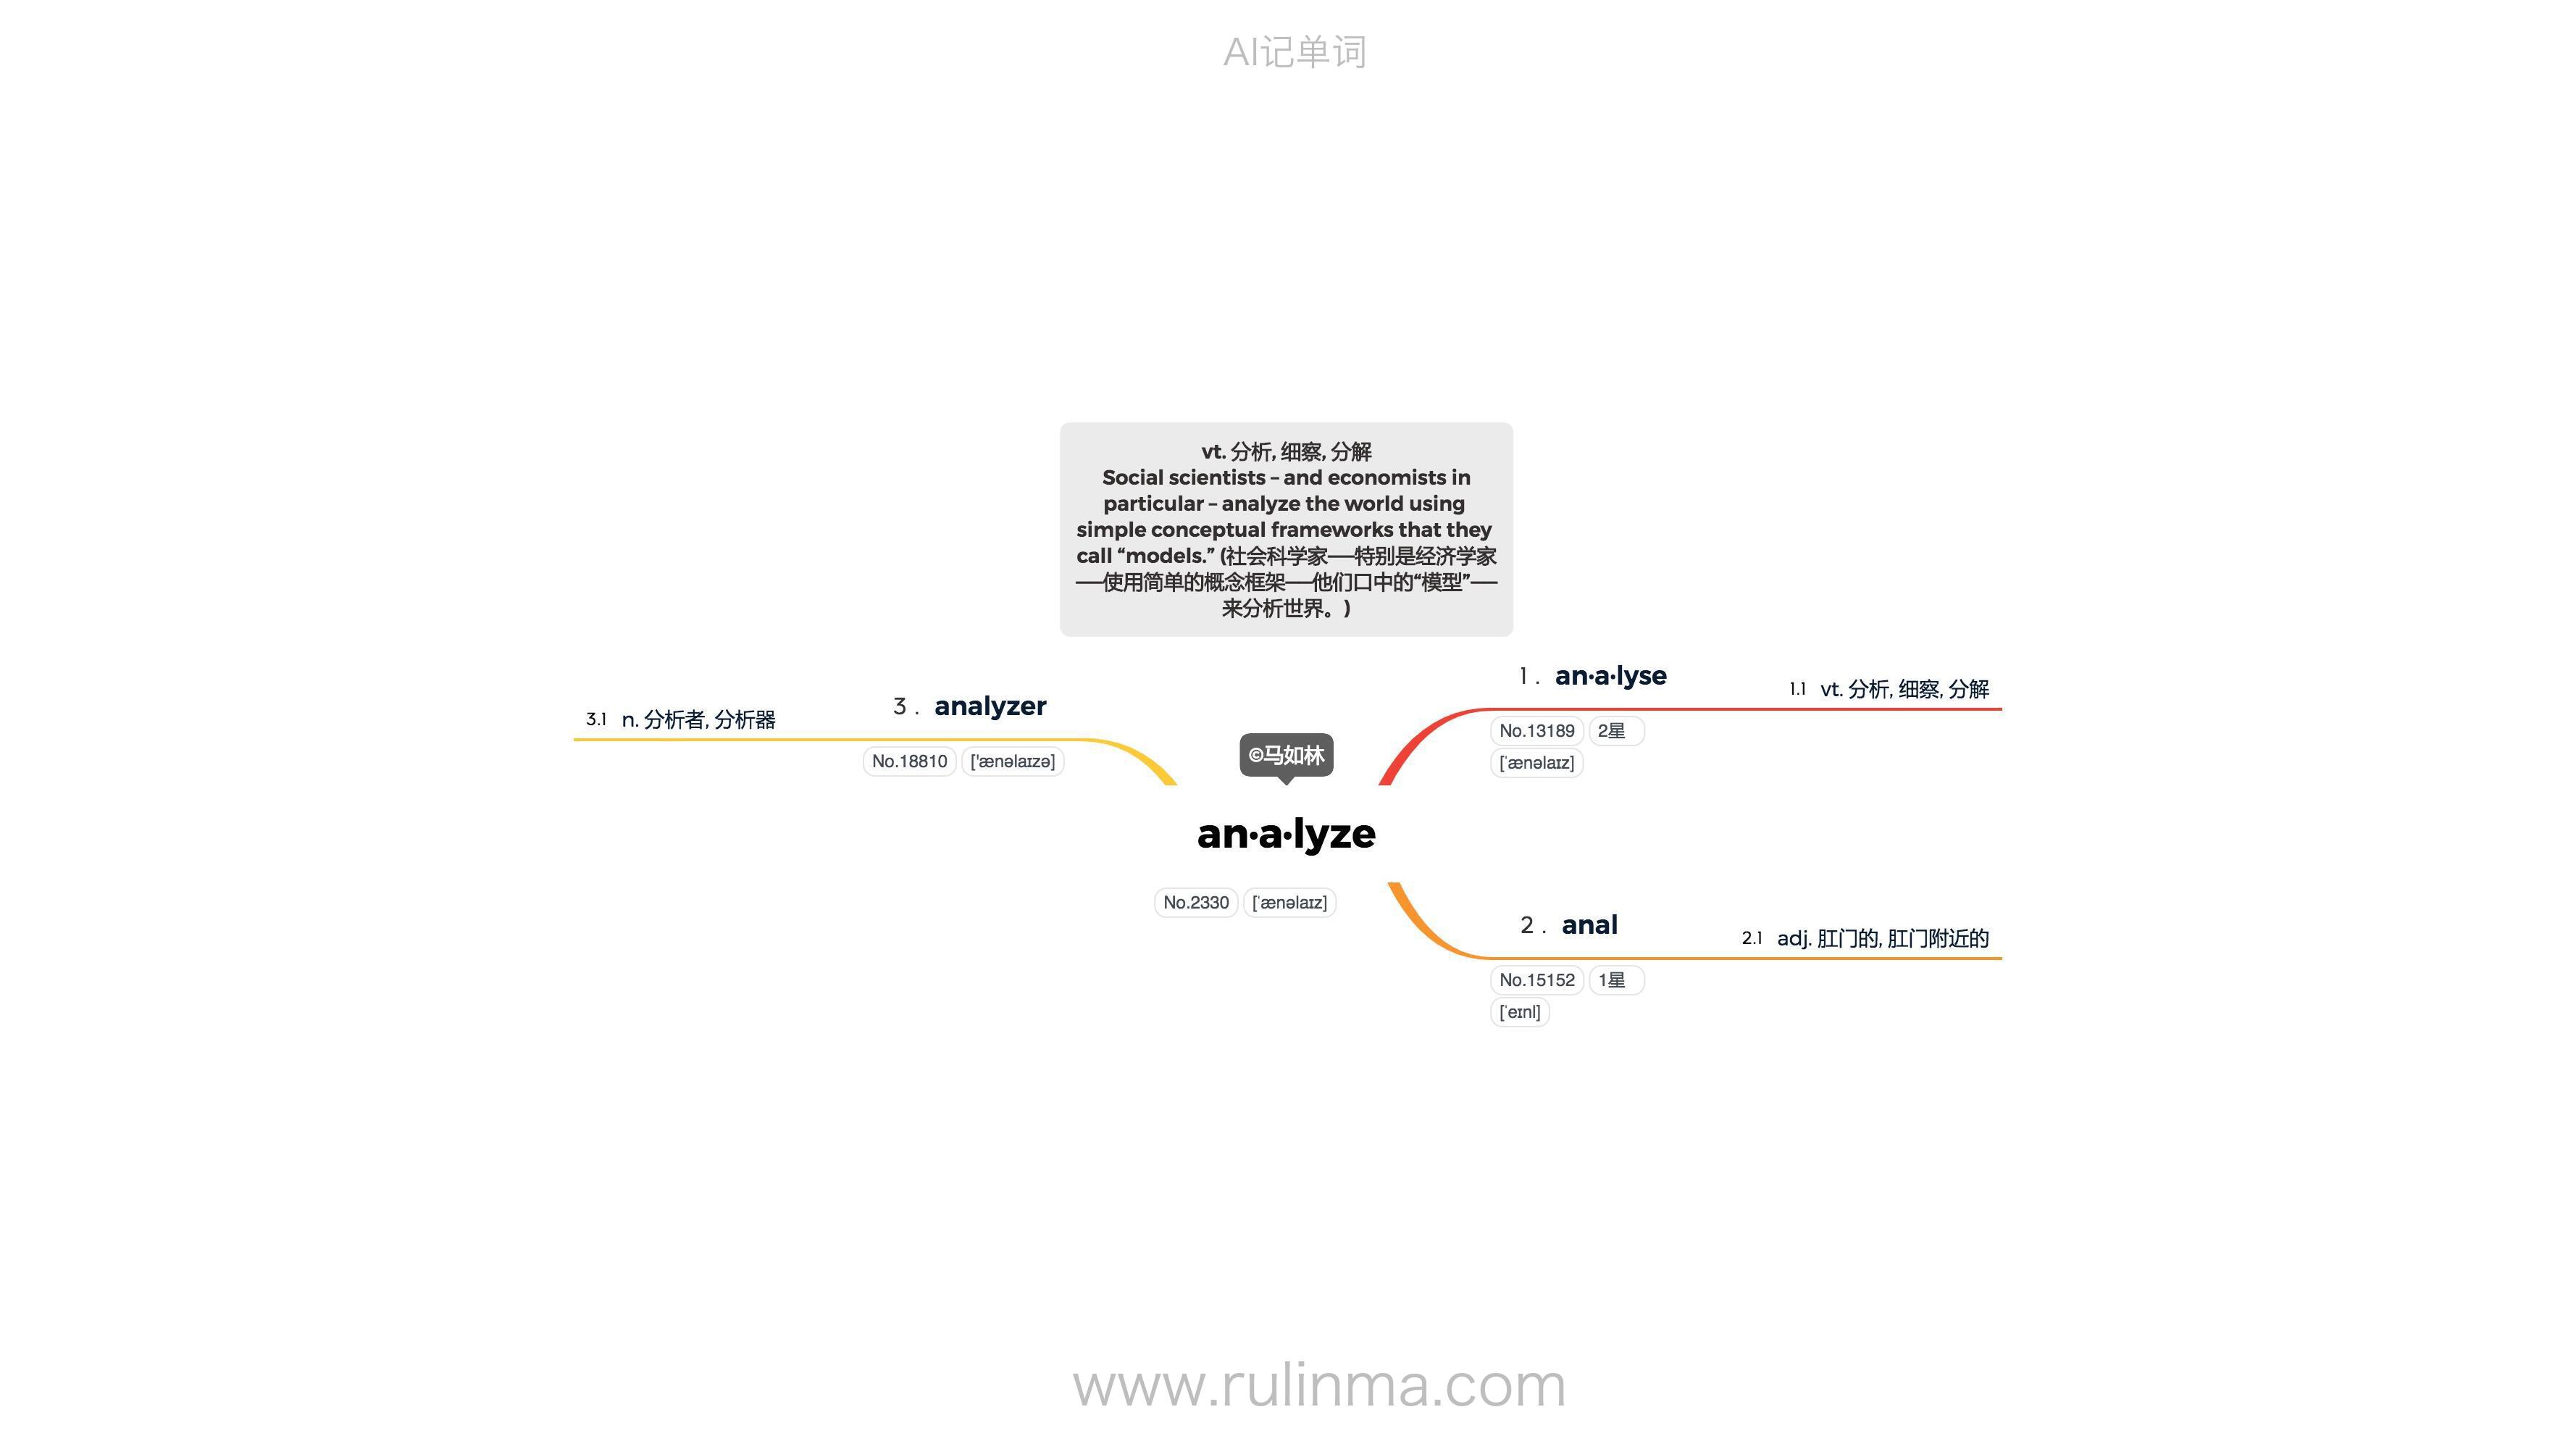 AI记单词
vt. 分析, 细察, 分解
Social scientists – and economists in
particular – analyze the world using
simple conceptual frameworks that they
call “models.” (社会科学家——特别是经济学家
——使用简单的概念框架——他们口中的“模型”——
来分析世界。)
1 . an·a·lyse
1.1 vt. 分析, 细察, 分解
No.13189 2星
[ˈænəlaɪz]
3 . analyzer
3.1 n. 分析者, 分析器
No.18810 ['ænəlaɪzə]
©马如林
an·a·lyze
No.2330 [ˈænəlaɪz]
2 . anal
2.1 adj. 肛门的, 肛门附近的
No.15152 1星
[ˈeɪnl]
www.rulinma.com